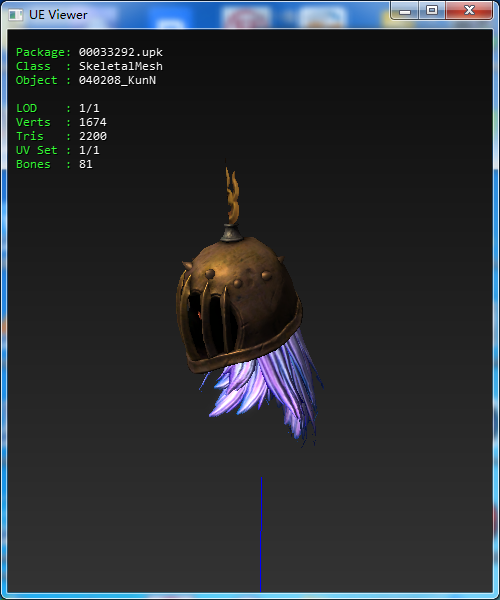 UE Viewer
Package: 00033292.upk
Class : SkeletalMesh
Object : 040208_KunN
LOD : 1/1
Verts : 1674
Tris : 2200
UV Set : 1/1
Bones : 81